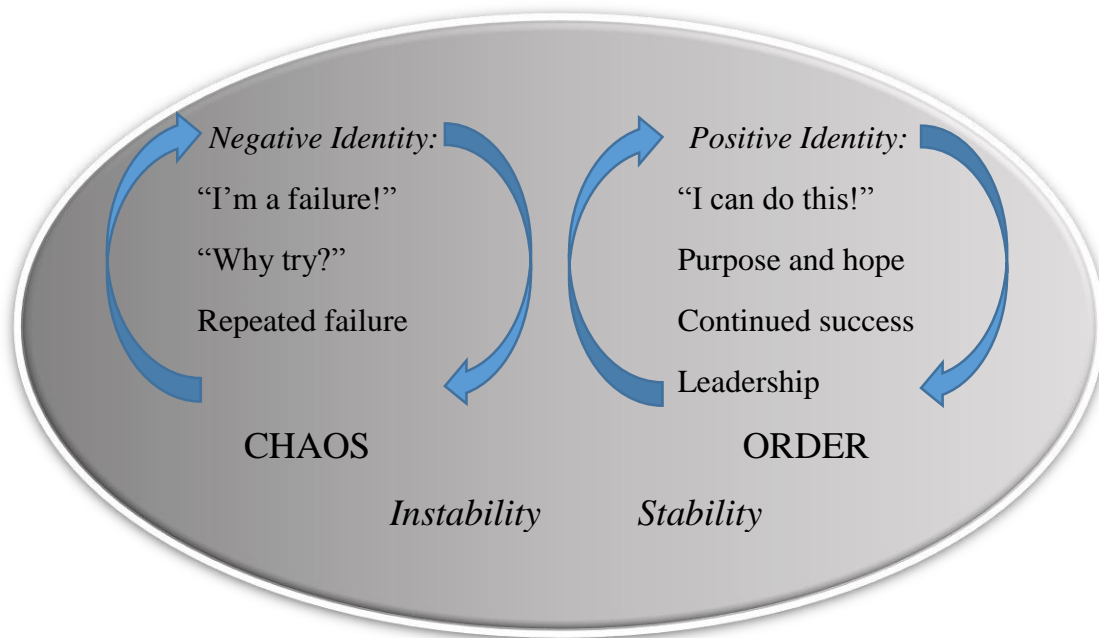 Negative Identity:
“I’m a failure!”
“Why try?”
Repeated failure
CHAOS
Positive Identity:
“I can do this!”
Purpose and hope
Continued success
Leadership
ORDER
Instability
Stability